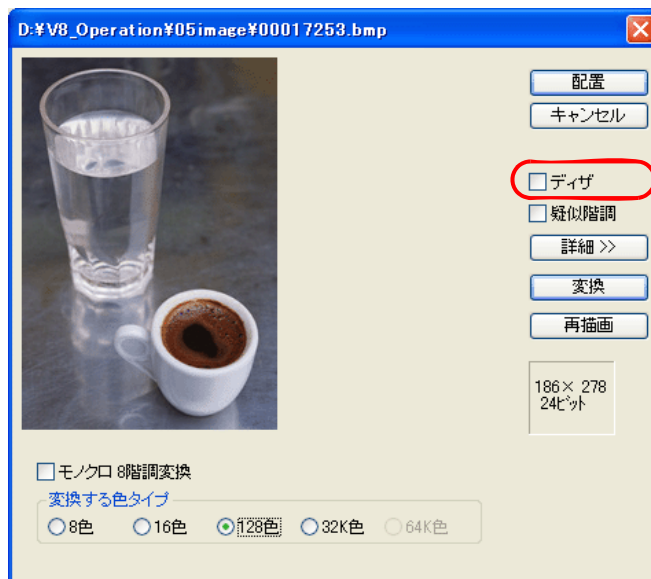 D:¥V8_Operation¥05image¥00017253.bmp
配置
キャンセル
ディザ
疑似階調
詳細 >>
変換
再描画
186× 278
24ﾋﾞｯﾄ
モノクロ 8階調変換
変換する色タイプ
8色 16色 128色 32K色 64K色